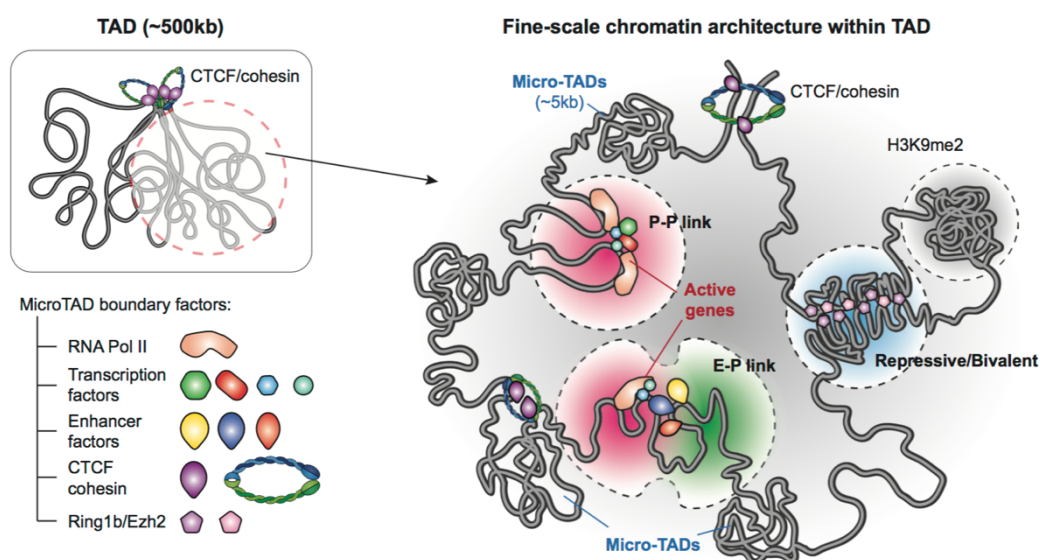 TAD (~500kb)
CTCF/cohesin
MicroTAD boundary factors:
RNA Pol II
Transcription
factors
Enhancer
factors
CTCF
cohesin
Ring1b/Ezh2
Fine-scale chromatin architecture within TAD
Micro-TADs
(~5kb)
CTCF/cohesin
H3K9me2
P-P link
Active
genes
E-P link
Repressive/Bivalent
Micro-TADs